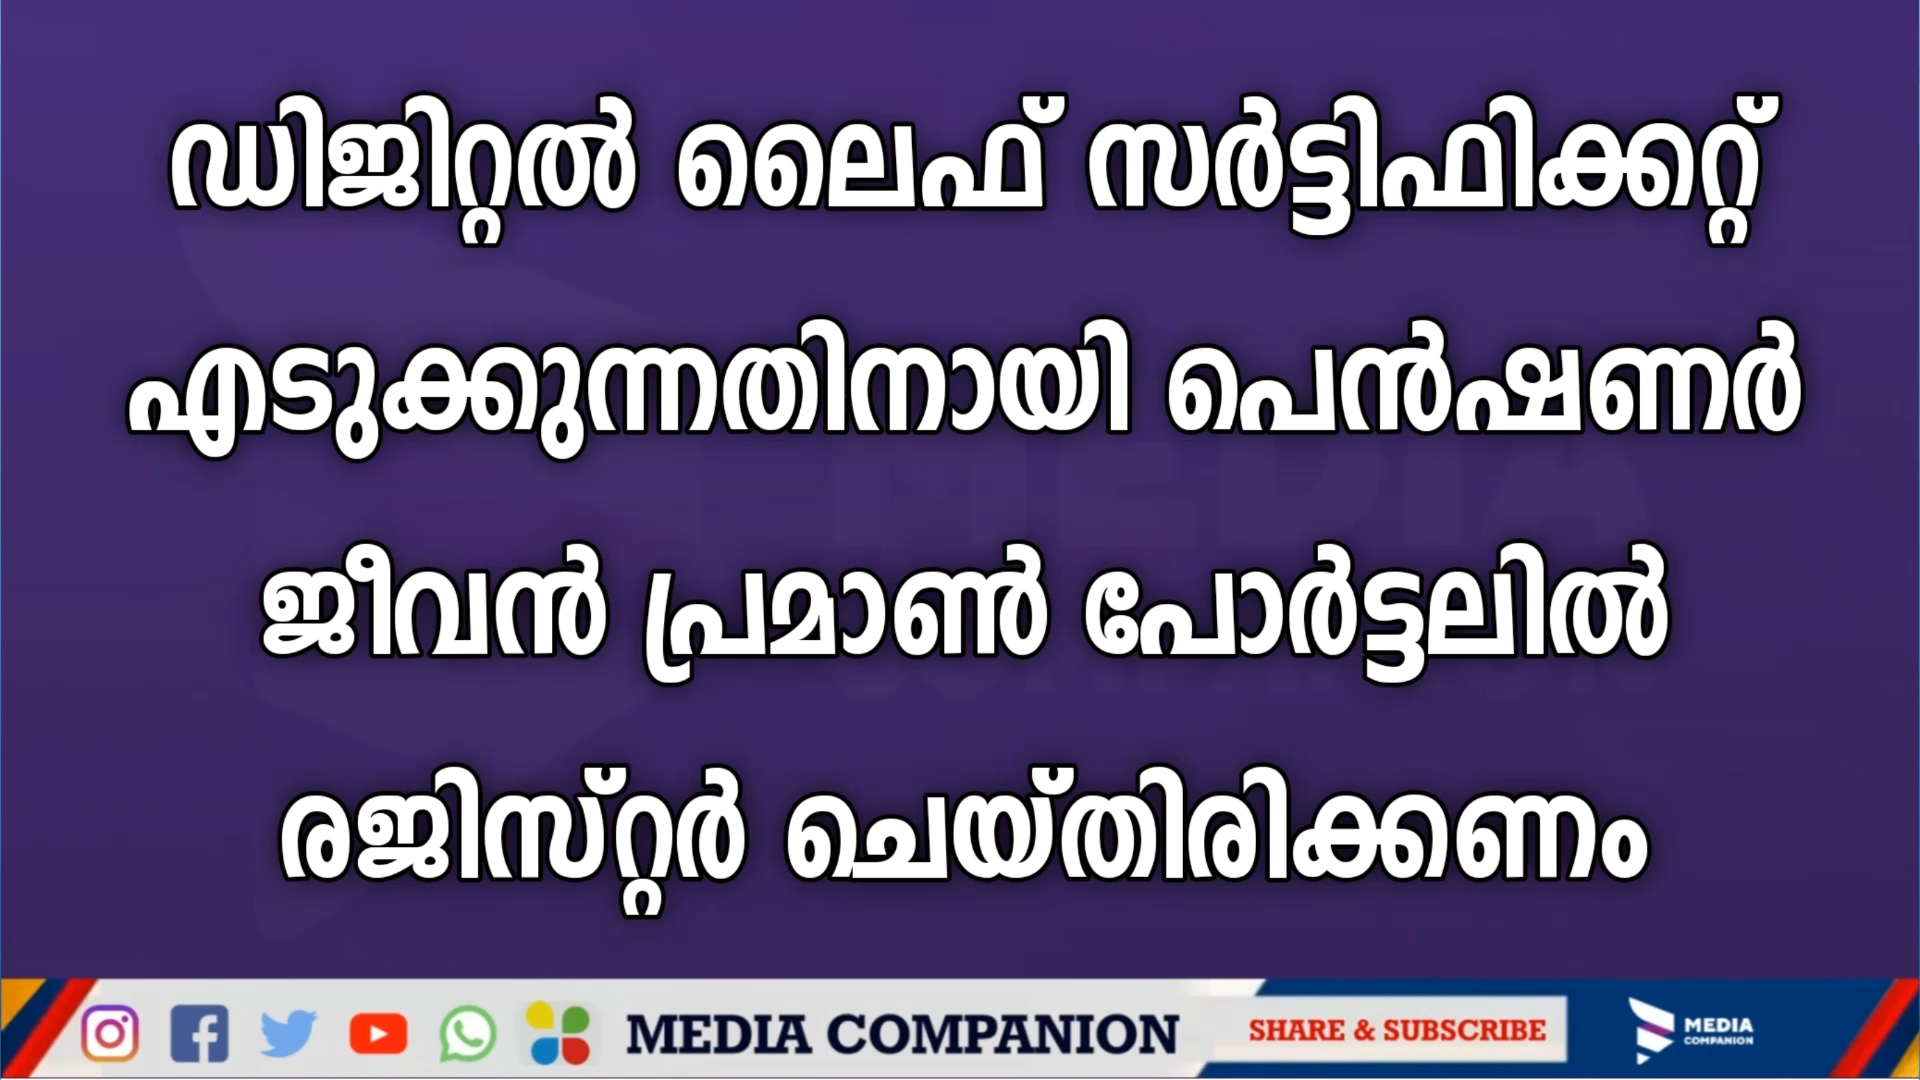 ഡിജിറ്റൽ ലൈഫ് സർട്ടിഫിക്കറ്റ്
എടുക്കുന്നതിനായി പെൻഷണർ
ജീവൻ പ്രമാൺ പോർട്ടലിൽ
രജിസ്റ്റർ ചെയ്തിരിക്കണം
MEDIA COMPANION
SHARE & SUBSCRIBE
MEDIA
COMPANION